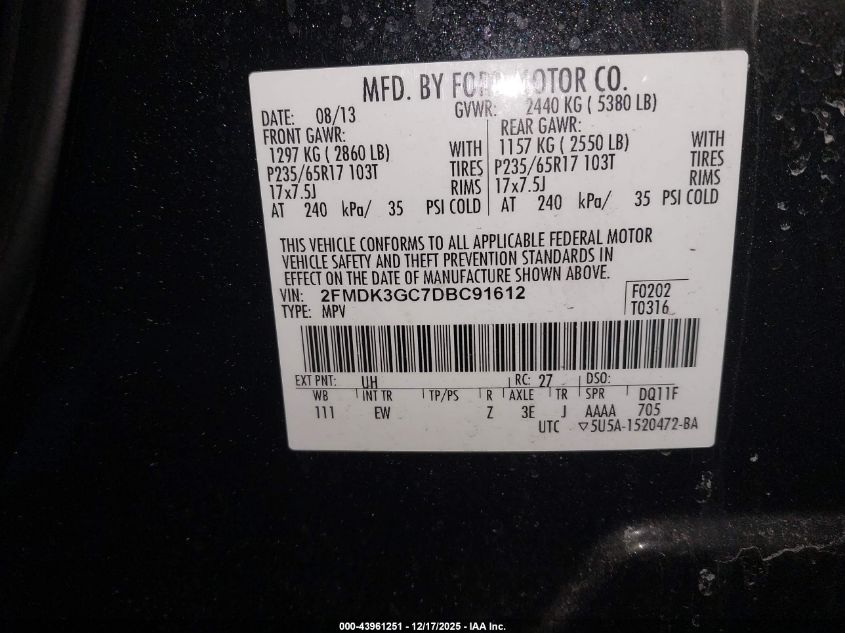 MFD. BY FORD MOTOR CO.
DATE: 08/13 GVWR: 2440 KG ( 5380 LB)
FRONT GAWR: REAR GAWR:
1297 KG ( 2860 LB) WITH 1157 KG ( 2550 LB) WITH
P235/65R17 103T TIRES P235/65R17 103T TIRES
17x7.5J RIMS 17x7.5J RIMS
AT 240 kPa/ 35 PSI COLD AT 240 kPa/ 35 PSI COLD
THIS VEHICLE CONFORMS TO ALL APPLICABLE FEDERAL MOTOR
VEHICLE SAFETY AND THEFT PREVENTION STANDARDS IN
EFFECT ON THE DATE OF MANUFACTURE SHOWN ABOVE.
VIN: 2FMDK3GC7DBC91612 F0202
TYPE: MPV T0316
EXT PNT: UH RC: 27 DSO:
WB INT TR TP/PS R AXLE TR SPR DQ11F
111 EW Z 3E J AAAA 705
UTC ▽5U5A-1520472-BA
000-43961251 - 12/17/2025 - IAA Inc.